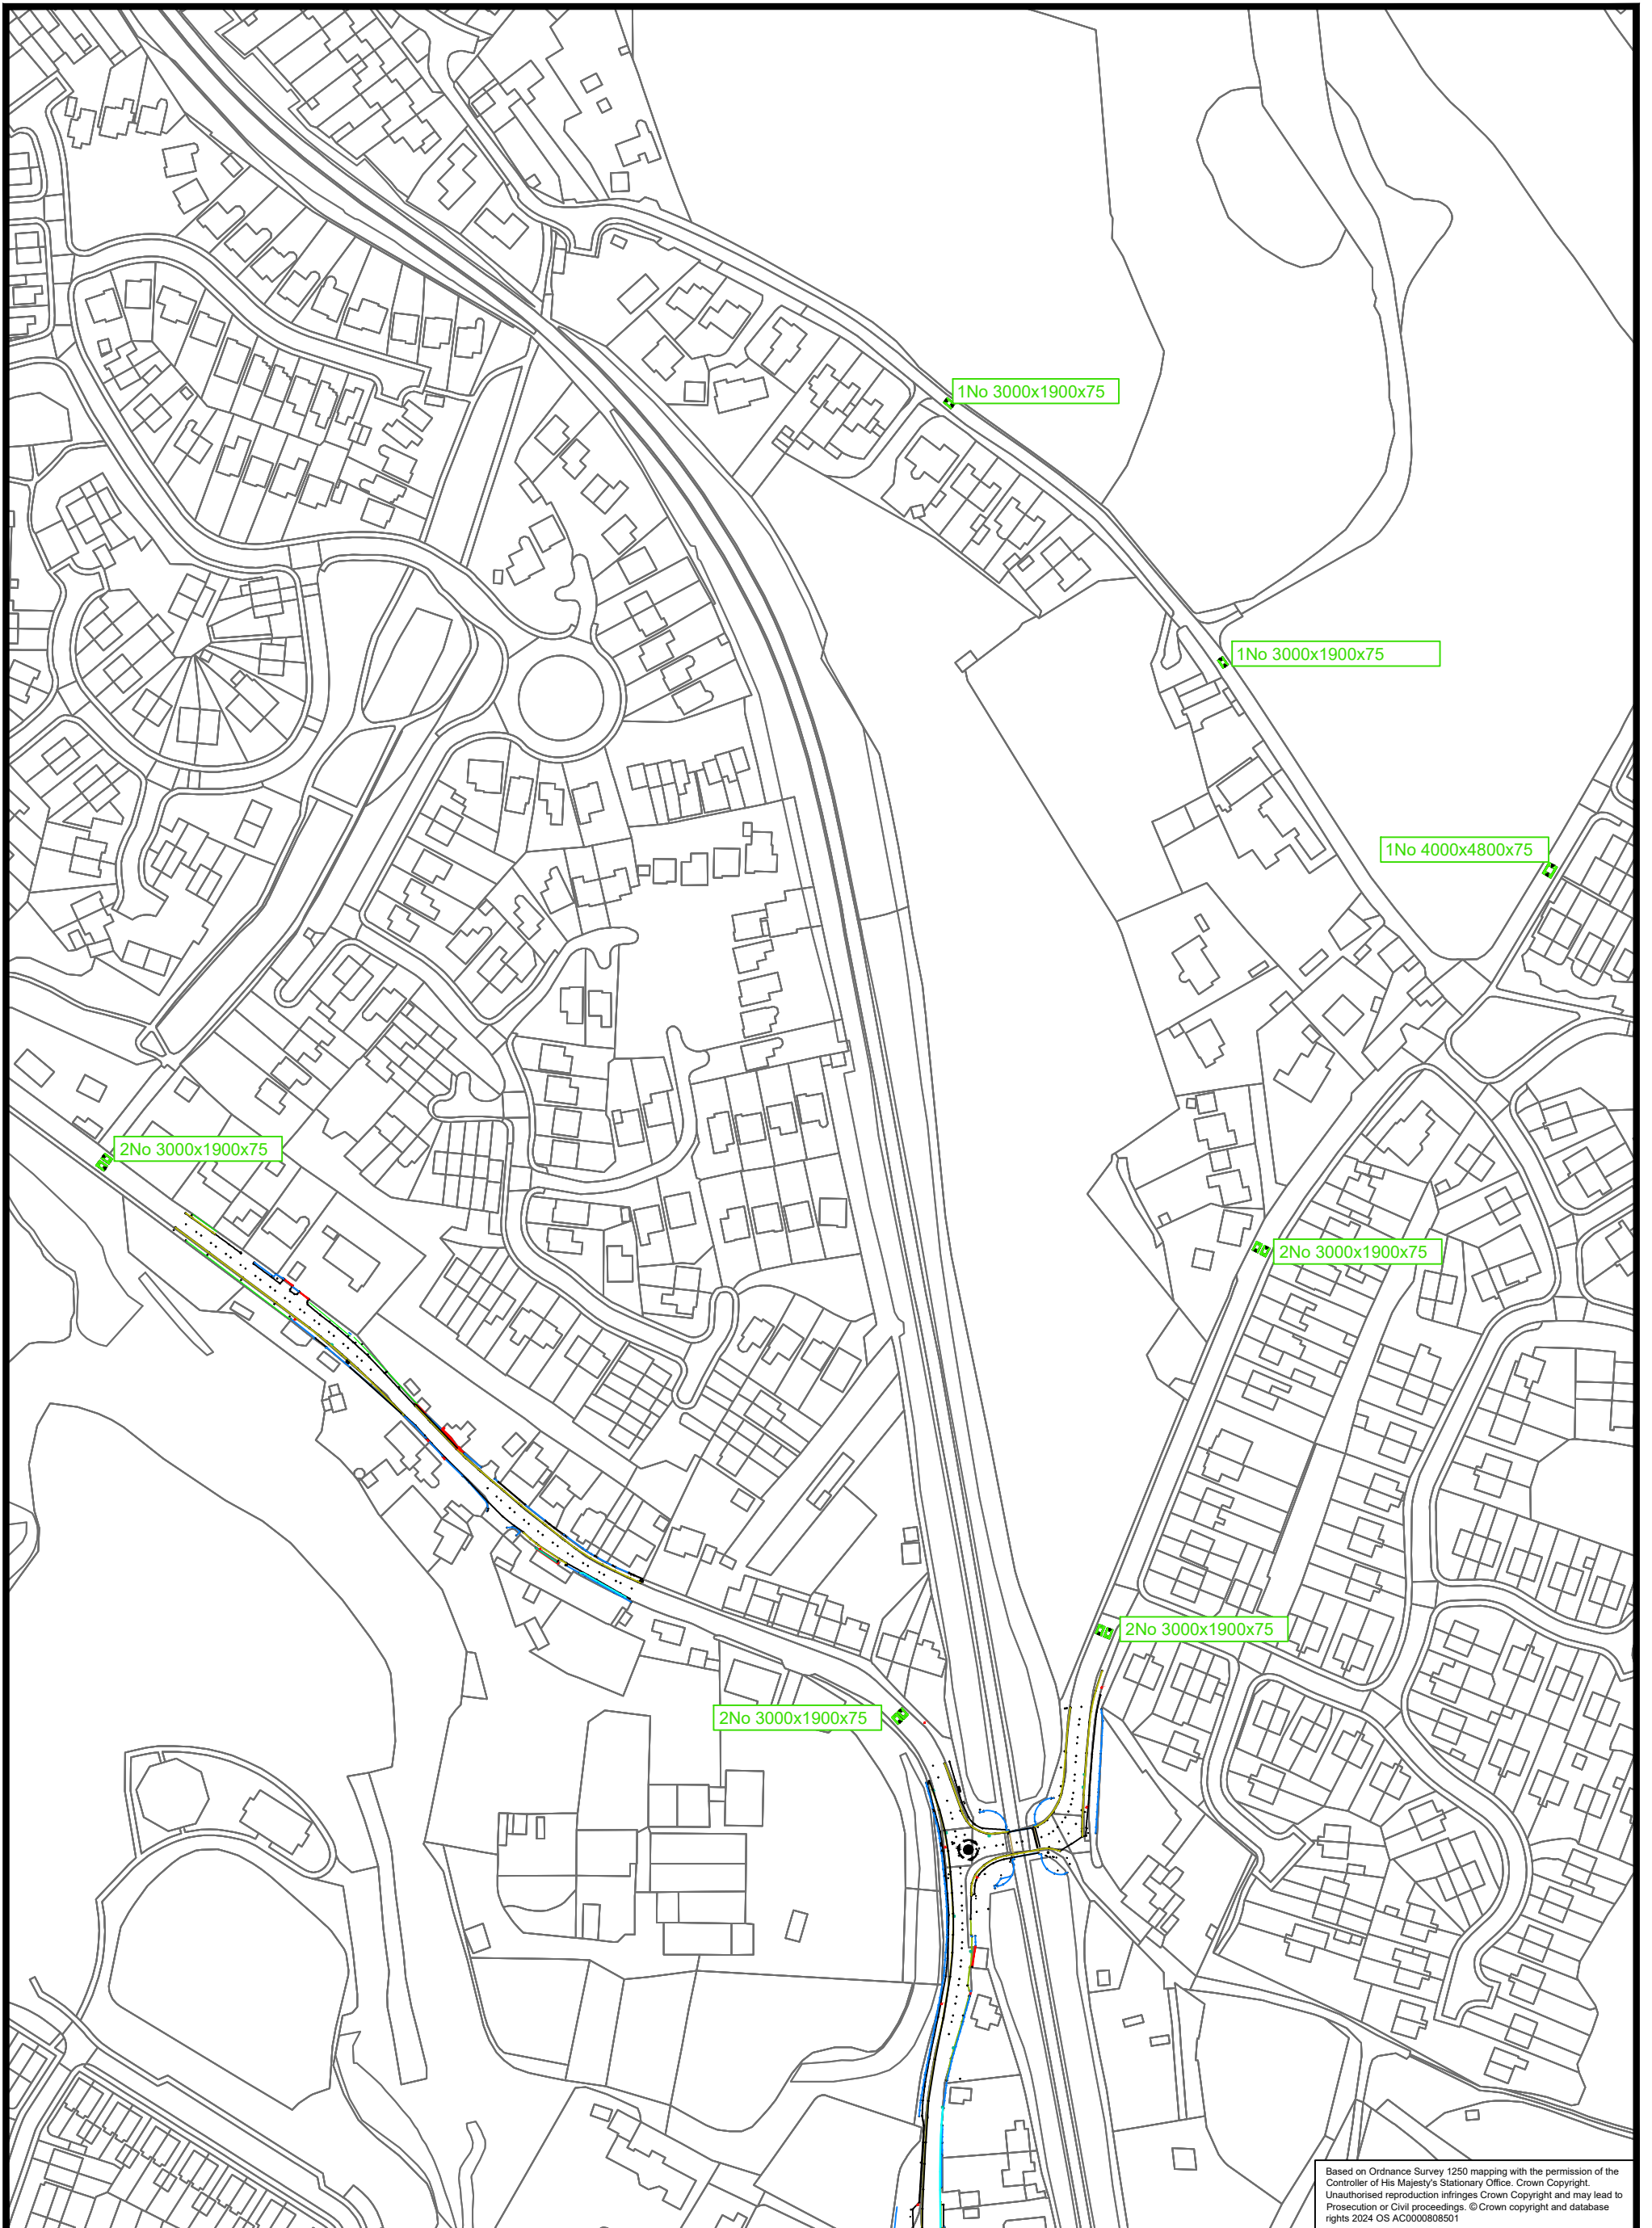 1No 3000x1900x75
1No 3000x1900x75
1No 4000x4800x75
2No 3000x1900x75
2No 3000x1900x75
2No 3000x1900x75
2No 3000x1900x75
Based on Ordnance Survey 1250 mapping with the permission of the
Controller of His Majesty's Stationary Office. Crown Copyright.
Unauthorised reproduction infringes Crown Copyright and may lead to
Prosecution or Civil proceedings. © Crown copyright and database
rights 2024 OS AC0000808501